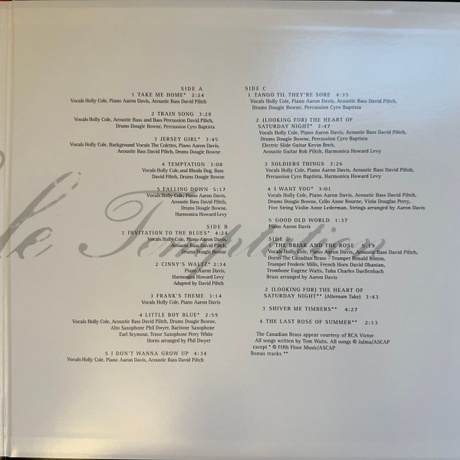 SIDE A
1 TAKE ME HOME* 2:24
Vocals Holly Cole, Piano Aaron Davis, Acoustic Bass David Piltch
2 TRAIN SONG 3:28
Vocals Holly Cole, Acoustic and Bass Percussion David Piltch,
Drums Dougie Bowne, Percussion Cyro Baptista
3 JERSEY GIRL* 3:45
Vocals Holly Cole, Background Vocals The Colettes, Piano Aaron Davis,
Acoustic Bass David Piltch, Drums Dougie Bowne
4 TEMPTATION 3:08
Vocals Holly Cole and Rhoda Dog, Bass
David Piltch, Drums Dougie Bowne
5 FALLING DOWN 5:17
Vocals Holly Cole, Piano Aaron Davis,
Acoustic Bass David Piltch,
Harmonica Howard Levy
SIDE B
1 INVITATION TO THE BLUES* 4:24
Vocals Holly Cole, Piano Aaron Davis,
Acoustic Bass David Piltch,
Drums Dougie Bowne
2 CINNY'S WALTZ* 2:54
Piano Aaron Davis,
Harmonica Howard Levy
Adapted by David Piltch
3 FRANK'S THEME 3:14
Vocals Holly Cole, Piano Aaron Davis
4 LITTLE BOY BLUE* 2:59
Vocals Holly Cole, Piano Aaron Davis, Drums Dougie Bowne,
Alto Saxophone Phil Dwyer, Baritone Saxophone
Earl Seymour, Tenor Saxophone Perry White
Horns arranged by Phil Dwyer
5 I DON'T WANNA GROW UP 4:34
Vocals Holly Cole, Piano Aaron Davis, Acoustic Bass David Piltch
SIDE C
1 TANGO TIL THEY'RE SORE 4:35
Vocals Holly Cole, Piano Aaron Davis, Acoustic Bass David Piltch,
Drums Dougie Bowne, Percussion Cyro Baptista
2 (LOOKING FOR) THE HEART OF
SATURDAY NIGHT* 3:47
Vocals Holly Cole, Piano Aaron Davis, Acoustic Bass David Piltch,
Drums Dougie Bowne, Percussion Cyro Baptista
Electric Slide Guitar Kevin Breit,
Acoustic Guitar Rob Piltch, Harmonica Howard Levy
3 SOLDIERS THINGS 3:26
Vocals Holly Cole, Piano Aaron Davis, Acoustic Bass David Piltch,
Percussion Cyro Baptista, Harmonica Howard Levy
4 I WANT YOU* 3:01
Vocals Holly Cole, Piano Aaron Davis, Acoustic Bass David Piltch,
Drums Dougie Bowne, Cello Anne Bourne, Viola Douglas Perry,
Five String Violin Anne Lederman. Strings arranged by Aaron Davis
5 GOOD OLD WORLD 1:37
Piano Aaron Davis
SIDE
1 THE BRIAR AND THE ROSE 5:19
Vocals Holly Cole, Piano Aaron Davis, Acoustic Bass David Piltch,
Horns The Canadian Brass – Trumpet Ronald Romm,
Trumpet Frederic Mills, French Horn David Ohanian,
Trombone Eugene Watts, Tuba Charles Daellenbach
Brass arranged by Aaron Davis
2 (LOOKING FOR) THE HEART OF
SATURDAY NIGHT** (Alternate Take) 3:43
3 SHIVER ME TIMBERS** 4:27
4 THE LAST ROSE OF SUMMER** 2:13
The Canadian Brass appear courtesy of RCA Victor
All songs written by Tom Waits. All songs © Jalma/ASCAP
except * © Fifth Floor Music/ASCAP
Bonus tracks **
le Temptation